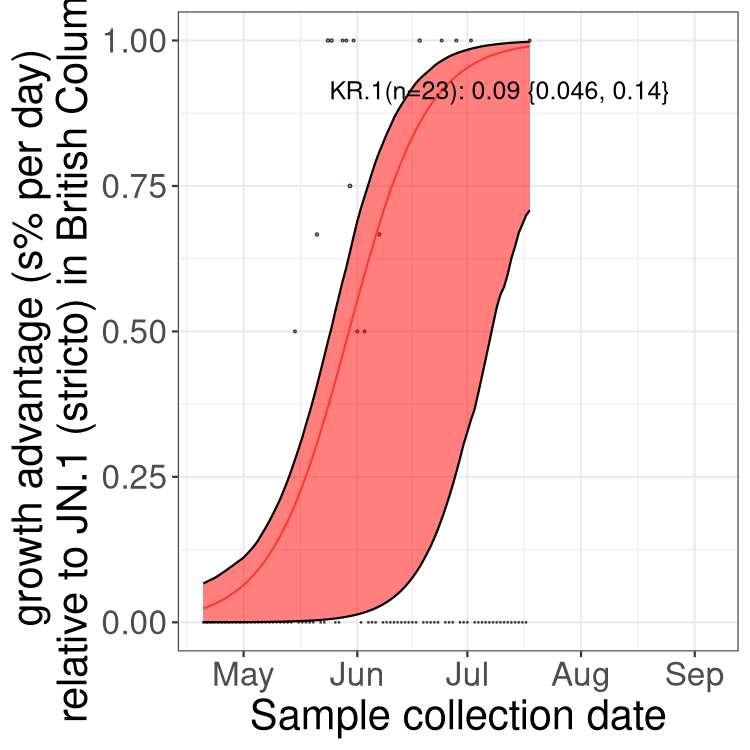 growth advantage (s% per day)
relative to JN.1 (stricto) in British Colum
1.00
0.75
0.50
0.25
0.00
KR.1(n=23): 0.09 {0.046, 0.14}
May Jun Jul Aug Sep
Sample collection date